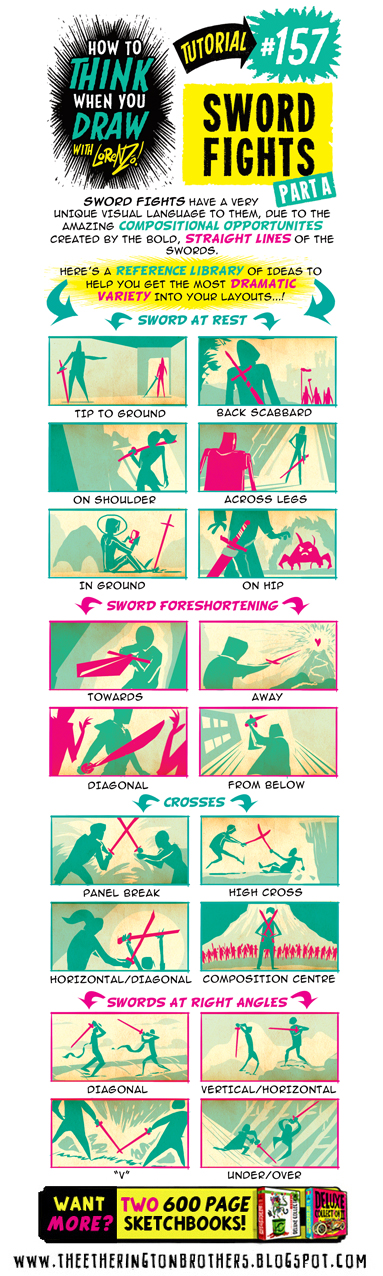 HOW TO
THINK
WHEN YOU
DRAW
WITH LORENZO!
TUTORIAL
#157
SWORD
FIGHTS
PART A
SWORD FIGHTS HAVE A VERY
UNIQUE VISUAL LANGUAGE TO THEM, DUE TO THE
AMAZING COMPOSITIONAL OPPORTUNITES
CREATED BY THE BOLD, STRAIGHT LINES OF THE
SWORDS.
HERE'S A REFERENCE LIBRARY OF IDEAS TO
HELP YOU GET THE MOST DRAMATIC
VARIETY INTO YOUR LAYOUTS...!
SWORD AT REST
TIP TO GROUND
BACK SCABBARD
ON SHOULDER
ACROSS LEGS
IN GROUND
ON HIP
SWORD FORESHORTENING
TOWARDS
AWAY
DIAGONAL
FROM BELOW
CROSSES
PANEL BREAK
HIGH CROSS
HORIZONTAL/DIAGONAL
COMPOSITION CENTRE
SWORDS AT RIGHT ANGLES
DIAGONAL
VERTICAL/HORIZONTAL
"V"
UNDER/OVER
WANT
MORE?
TWO 600 PAGE
SKETCHBOOKS!
DELUXE
WWW.THEETHERINGTONBROTHERS.BLOGSPOT.COM